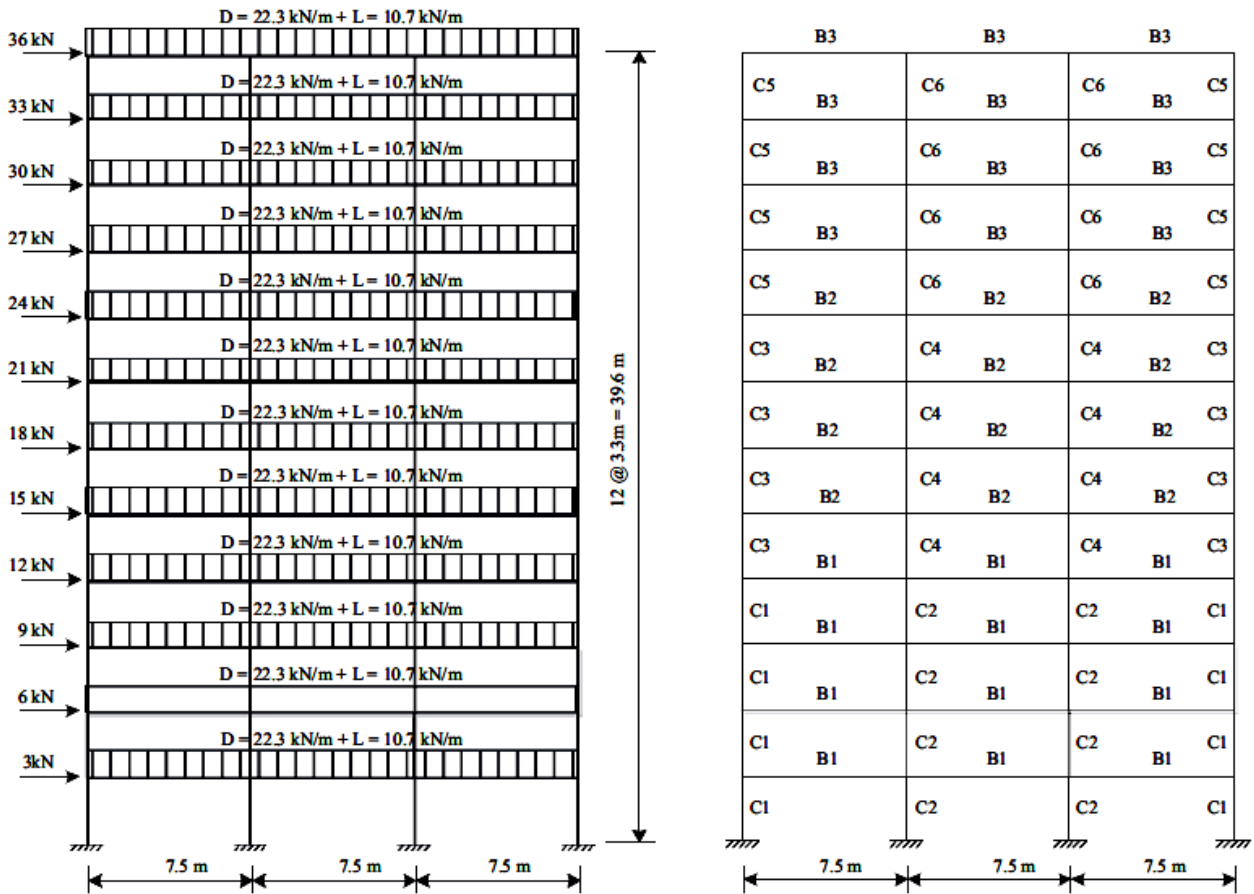 D = 22.3 kN/m + L = 10.7 kN/m
36 kN
D = 22.3 kN/m + L = 10.7 kN/m
33 kN
D = 22.3 kN/m + L = 10.7 kN/m
30 kN
D = 22.3 kN/m + L = 10.7 kN/m
27 kN
D = 22.3 kN/m + L = 10.7 kN/m
24 kN
D = 22.3 kN/m + L = 10.7 kN/m
21 kN
D = 22.3 kN/m + L = 10.7 kN/m
18 kN
D = 22.3 kN/m + L = 10.7 kN/m
15 kN
D = 22.3 kN/m + L = 10.7 kN/m
12 kN
D = 22.3 kN/m + L = 10.7 kN/m
9 kN
D = 22.3 kN/m + L = 10.7 kN/m
6 kN
D = 22.3 kN/m + L = 10.7 kN/m
3kN
12 @ 3.3m = 39.6 m
7.5 m 7.5 m 7.5 m
B3 B3 B3
C5 C6 C6 C5
B3 B3 B3
C5 C6 C6 C5
B3 B3 B3
C5 C6 C6 C5
B3 B3 B3
C5 C6 C6 C5
B2 B2 B2
C3 C4 C4 C3
B2 B2 B2
C3 C4 C4 C3
B2 B2 B2
C3 C4 C4 C3
B2 B2 B2
C3 C4 C4 C3
B1 B1 B1
C1 C2 C2 C1
B1 B1 B1
C1 C2 C2 C1
B1 B1 B1
C1 C2 C2 C1
B1 B1 B1
C1 C2 C2 C1
7.5 m 7.5 m 7.5 m